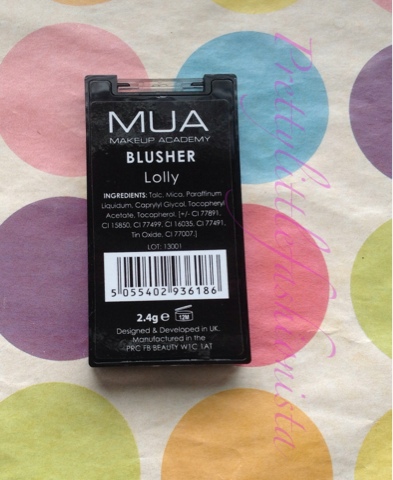 MUA
MAKEUP ACADEMY
BLUSHER
Lolly
INGREDIENTS: Talc, Mica, Paraffinum
Liquidum, Caprylyl Glycol, Tocopheryl
Acetate, Tocopherol. [+/- CI 77891,
CI 15850, CI 77499, CI 16035, CI 77491,
Tin Oxide, CI 77007.]
LOT: 13001
5 055402 936186
2.4g e 12M
Designed & Developed in UK.
Manufactured in the
PRC FB BEAUTY W1C 1AT
Prettylittlefashionista